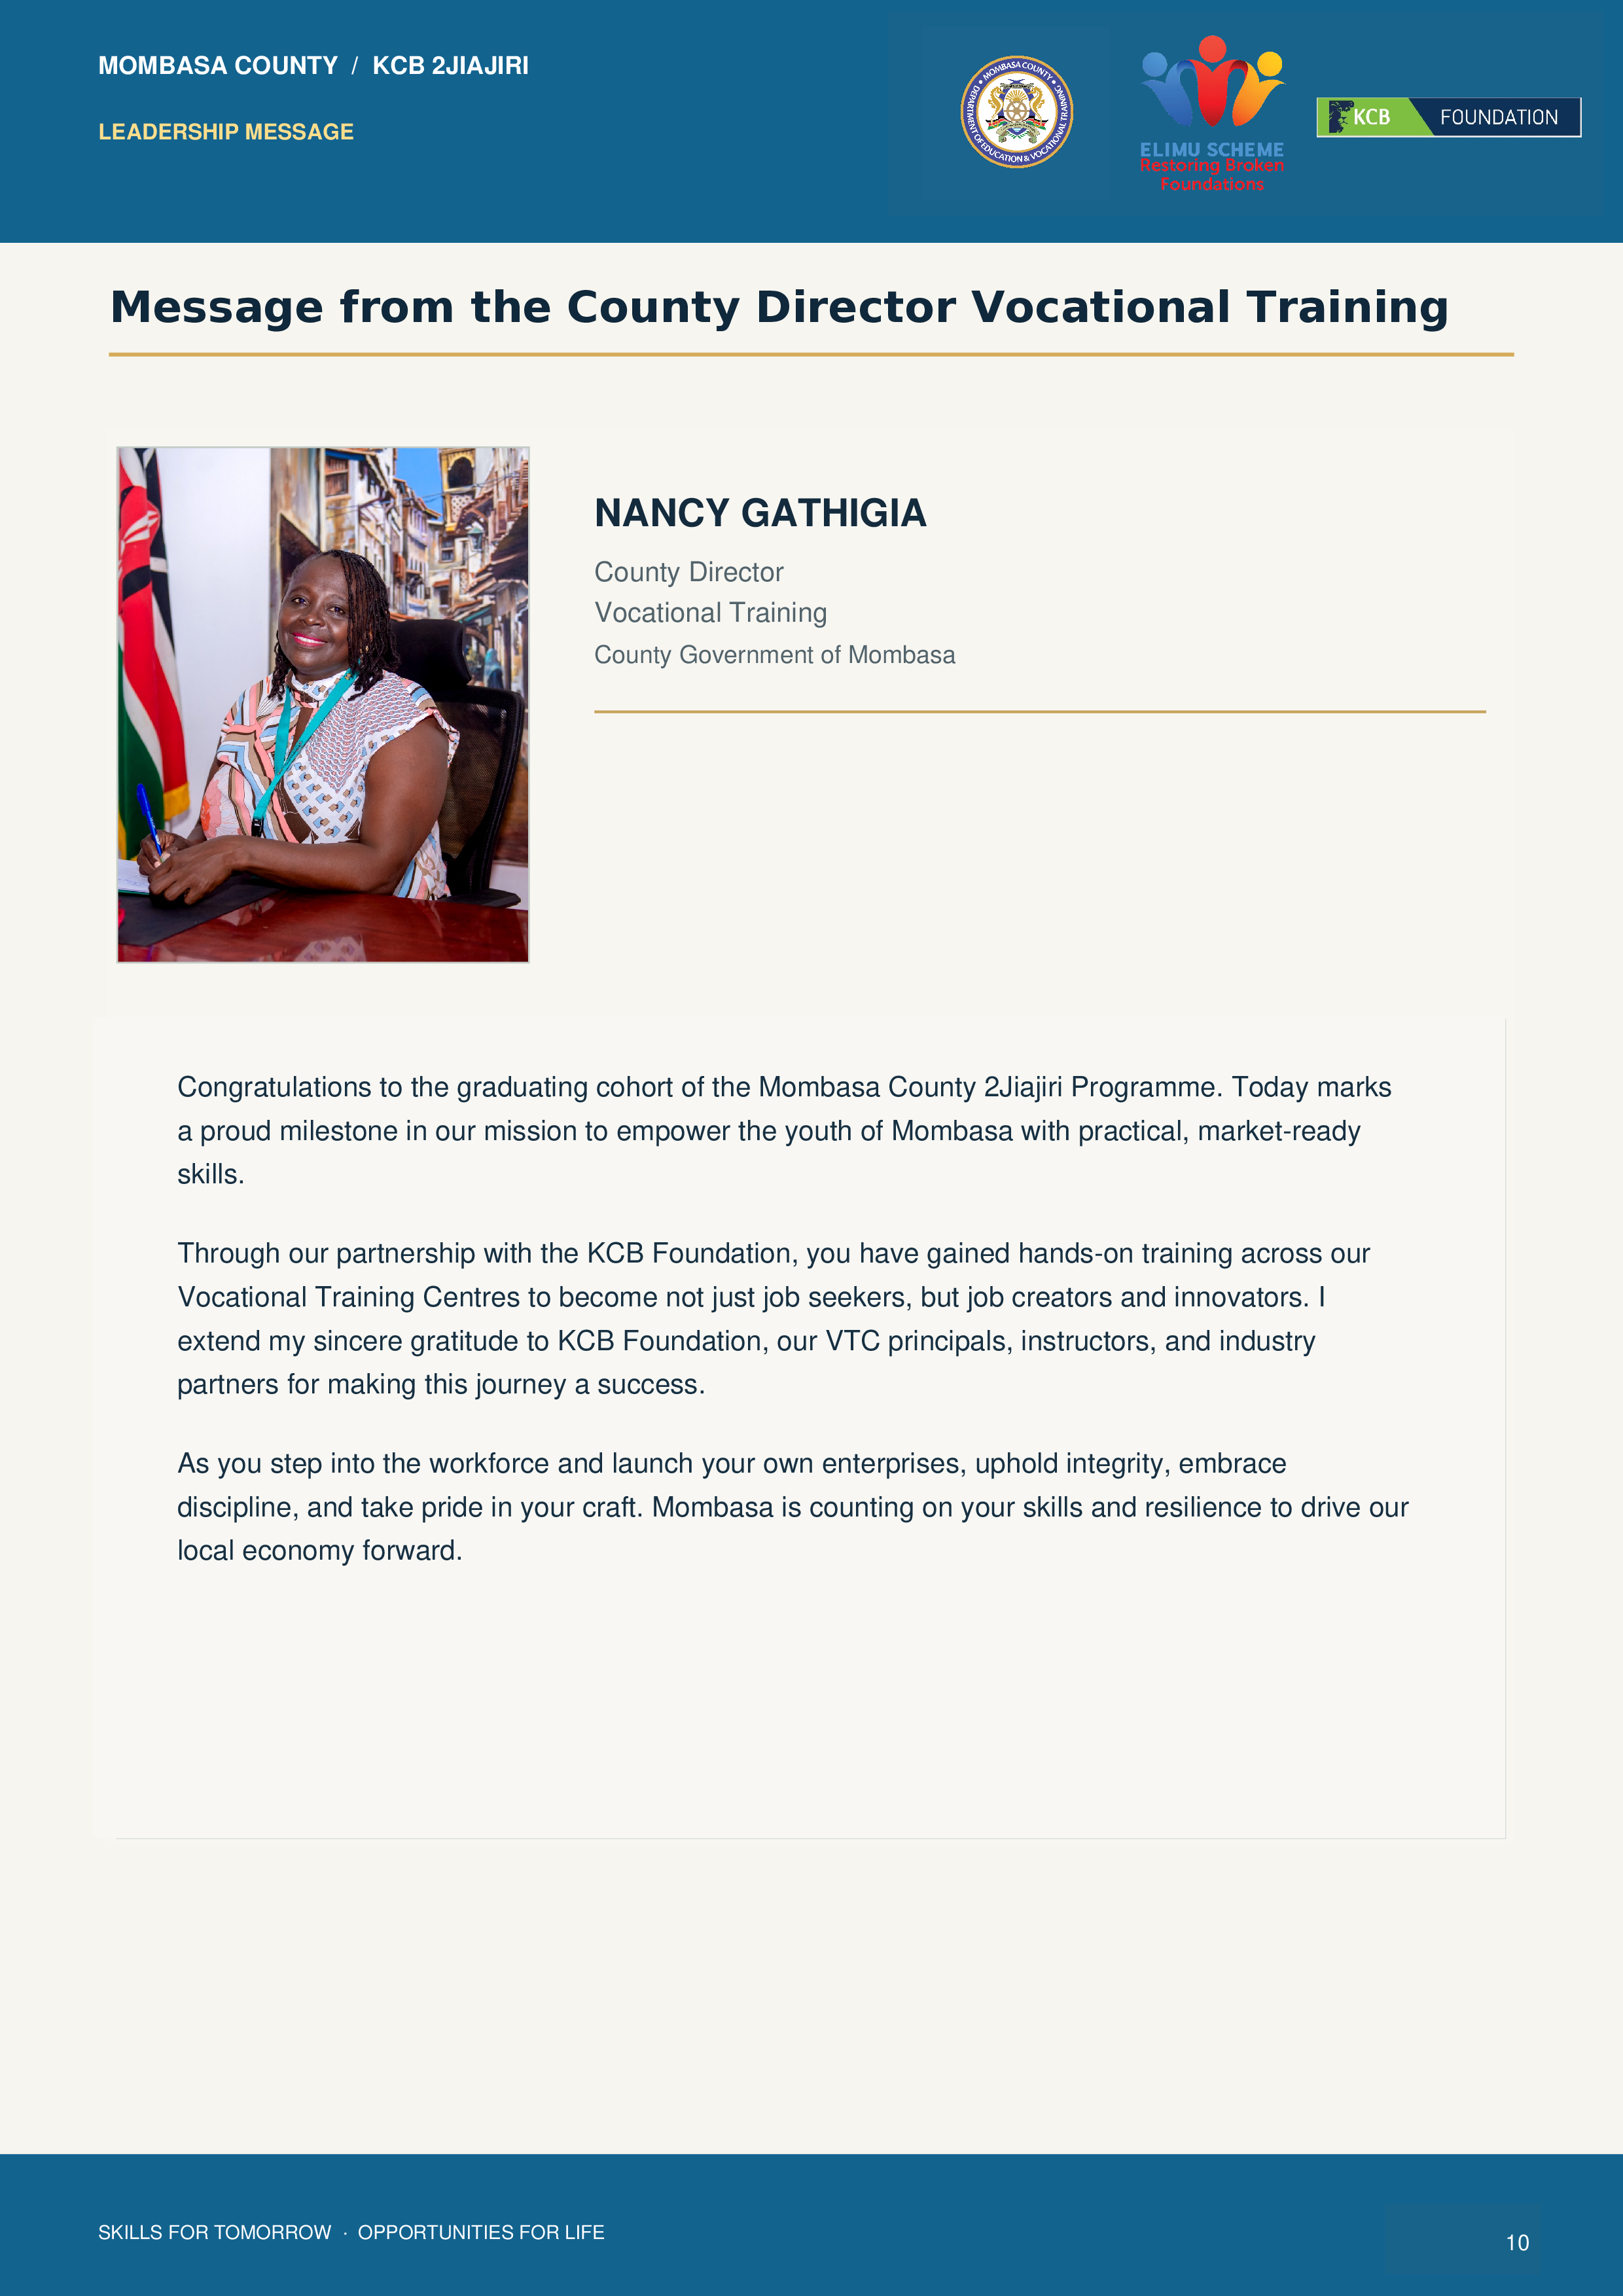 MOMBASA COUNTY / KCB 2JIAJIRI
LEADERSHIP MESSAGE
MOMBASA COUNTY
DEPARTMENT OF EDUCATION & VOCATIONAL TRAINING
ELIMU SCHEME
Restoring Broken
Foundations
KCB FOUNDATION
Message from the County Director Vocational Training
NANCY GATHIGIA
County Director
Vocational Training
County Government of Mombasa
Congratulations to the graduating cohort of the Mombasa County 2Jiajiri Programme. Today marks
a proud milestone in our mission to empower the youth of Mombasa with practical, market-ready
skills.
Through our partnership with the KCB Foundation, you have gained hands-on training across our
Vocational Training Centres to become not just job seekers, but job creators and innovators. I
extend my sincere gratitude to KCB Foundation, our VTC principals, instructors, and industry
partners for making this journey a success.
As you step into the workforce and launch your own enterprises, uphold integrity, embrace
discipline, and take pride in your craft. Mombasa is counting on your skills and resilience to drive our
local economy forward.
SKILLS FOR TOMORROW · OPPORTUNITIES FOR LIFE
10